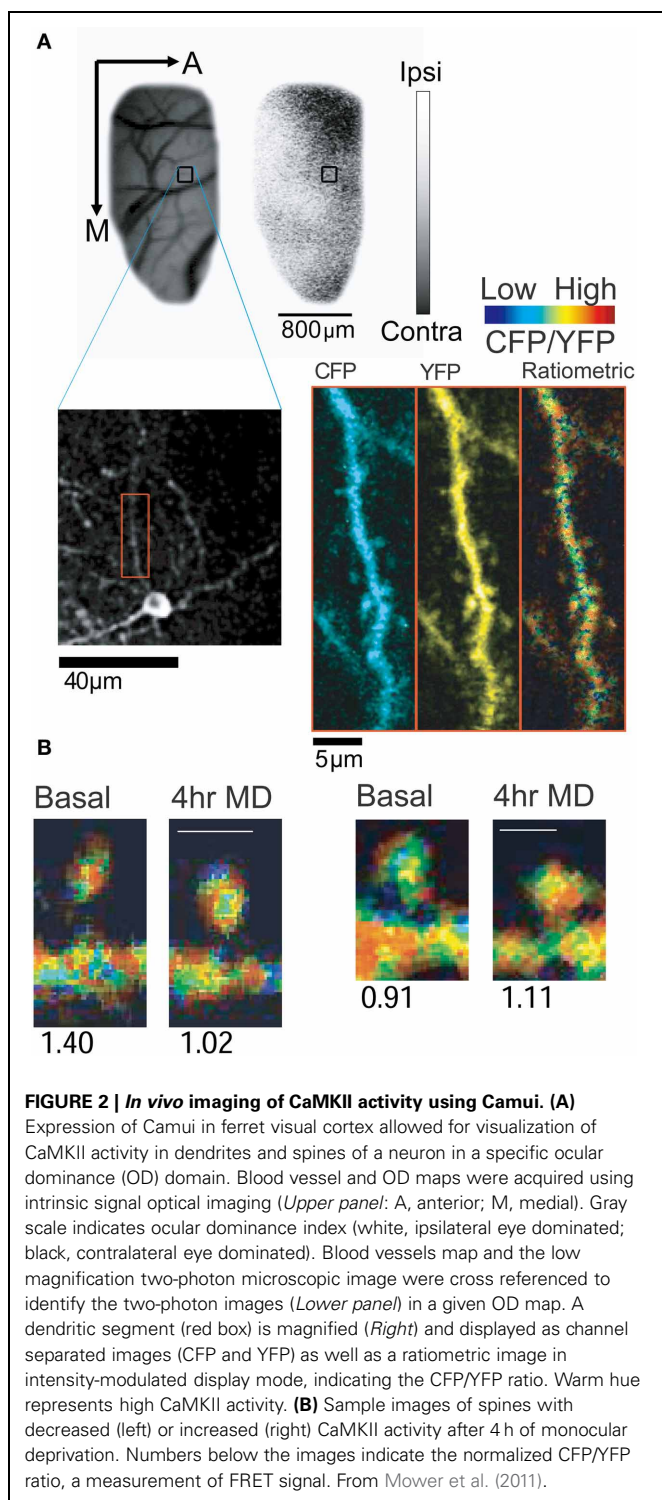 A
A
M
Ipsi
Contra
800µm
Low High
CFP/YFP
CFP YFP Ratiometric
40µm
5µm
B
Basal 4hr MD Basal 4hr MD
1.40 1.02 0.91 1.11
FIGURE 2 | In vivo imaging of CaMKII activity using Camui. (A)
Expression of Camui in ferret visual cortex allowed for visualization of
CaMKII activity in dendrites and spines of a neuron in a specific ocular
dominance (OD) domain. Blood vessel and OD maps were acquired using
intrinsic signal optical imaging (Upper panel: A, anterior; M, medial). Gray
scale indicates ocular dominance index (white, ipsilateral eye dominated;
black, contralateral eye dominated). Blood vessels map and the low
magnification two-photon microscopic image were cross referenced to
identify the two-photon images (Lower panel) in a given OD map. A
dendritic segment (red box) is magnified (Right) and displayed as channel
separated images (CFP and YFP) as well as a ratiometric image in
intensity-modulated display mode, indicating the CFP/YFP ratio. Warm hue
represents high CaMKII activity. (B) Sample images of spines with
decreased (left) or increased (right) CaMKII activity after 4 h of monocular
deprivation. Numbers below the images indicate the normalized CFP/YFP
ratio, a measurement of FRET signal. From Mower et al. (2011).